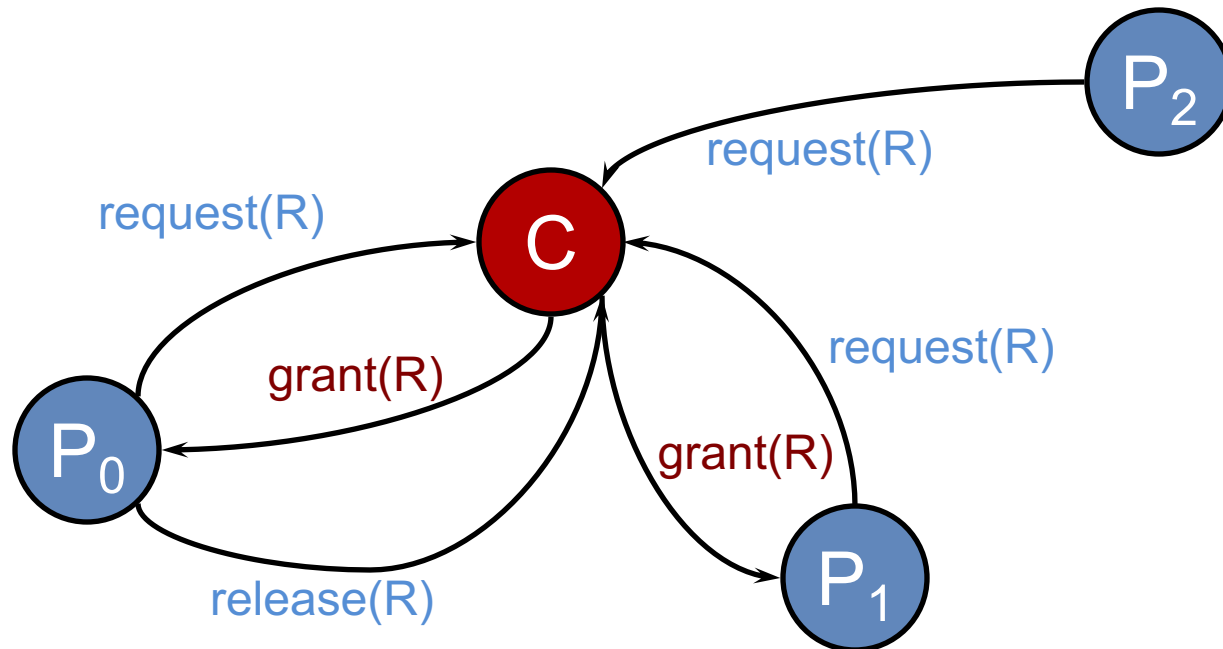 P2
request(R)
request(R)
C
request(R)
grant(R)
grant(R)
P0
P1
release(R)